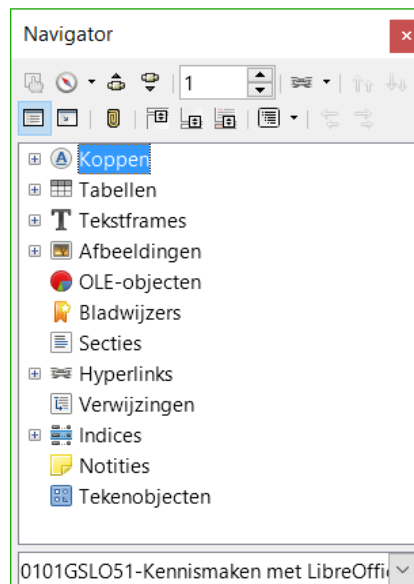 Navigator
1
Koppen
Tabellen
Tekstframes
Afbeeldingen
OLE-objecten
Bladwijzers
Secties
Hyperlinks
Verwijzingen
Indices
Notities
Tekenobjecten
0101GSLO51-Kennismaken met LibreOffi